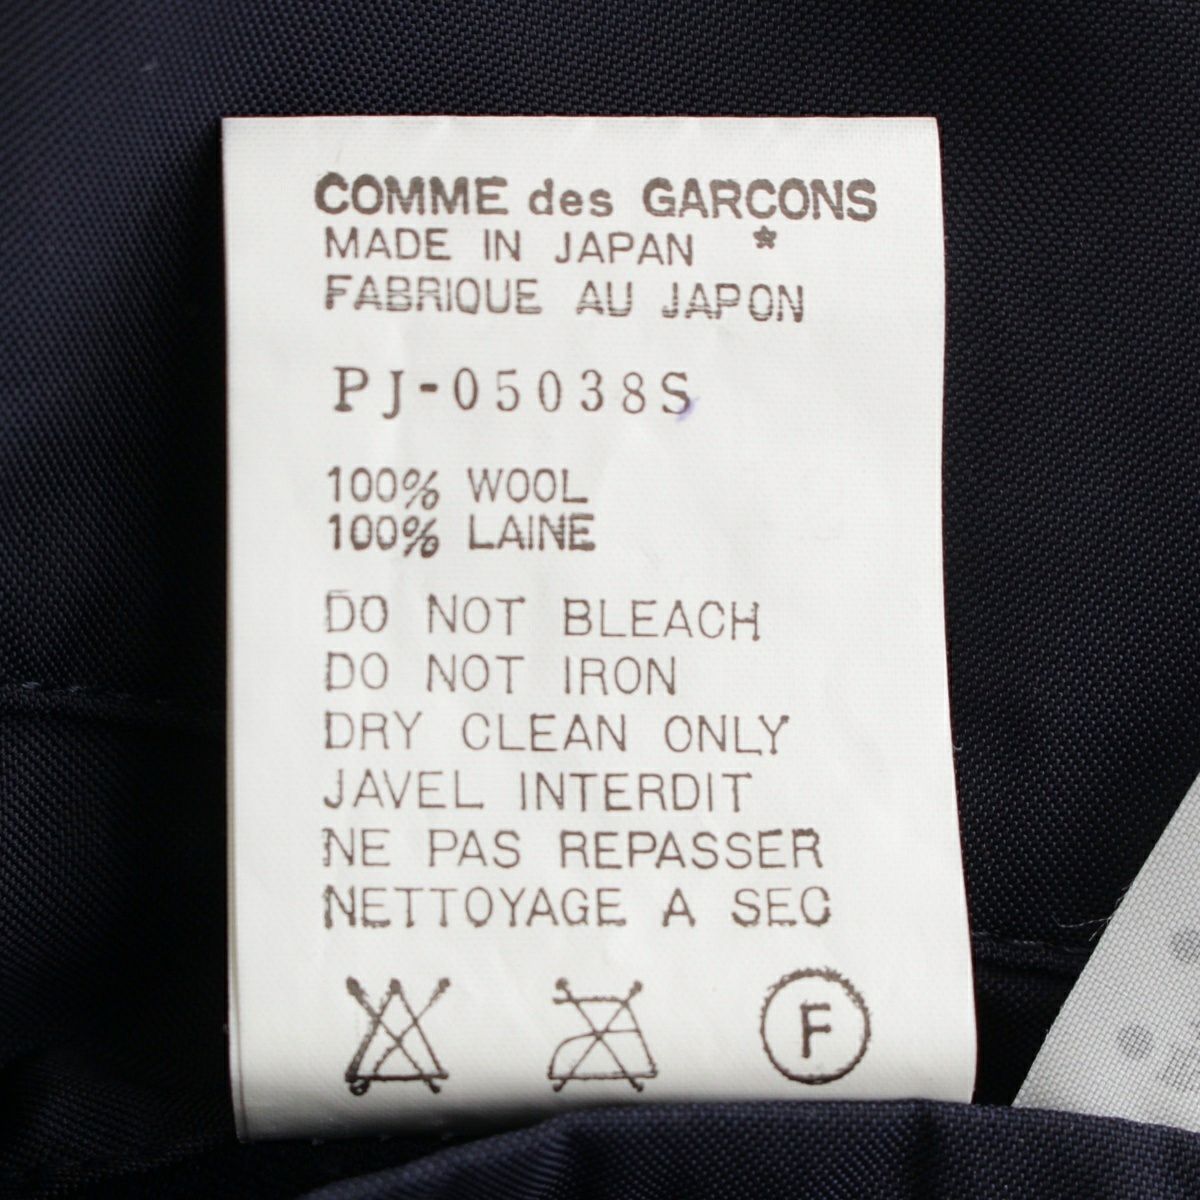 COMME des GARÇONS
MADE IN JAPAN *
FABRIQUE AU JAPON
PJ-05038S
100% WOOL
100% LAINE
DO NOT BLEACH
DO NOT IRON
DRY CLEAN ONLY
JAVEL INTERDIT
NE PAS REPASSER
NETTOYAGE A SEC
F